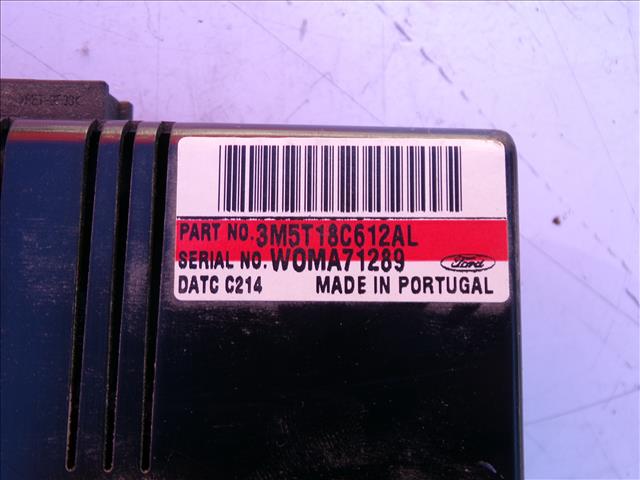 PART NO. 3M5T18C612AL
SERIAL NO. WOMA71289
Ford
DATC C214 MADE IN PORTUGAL